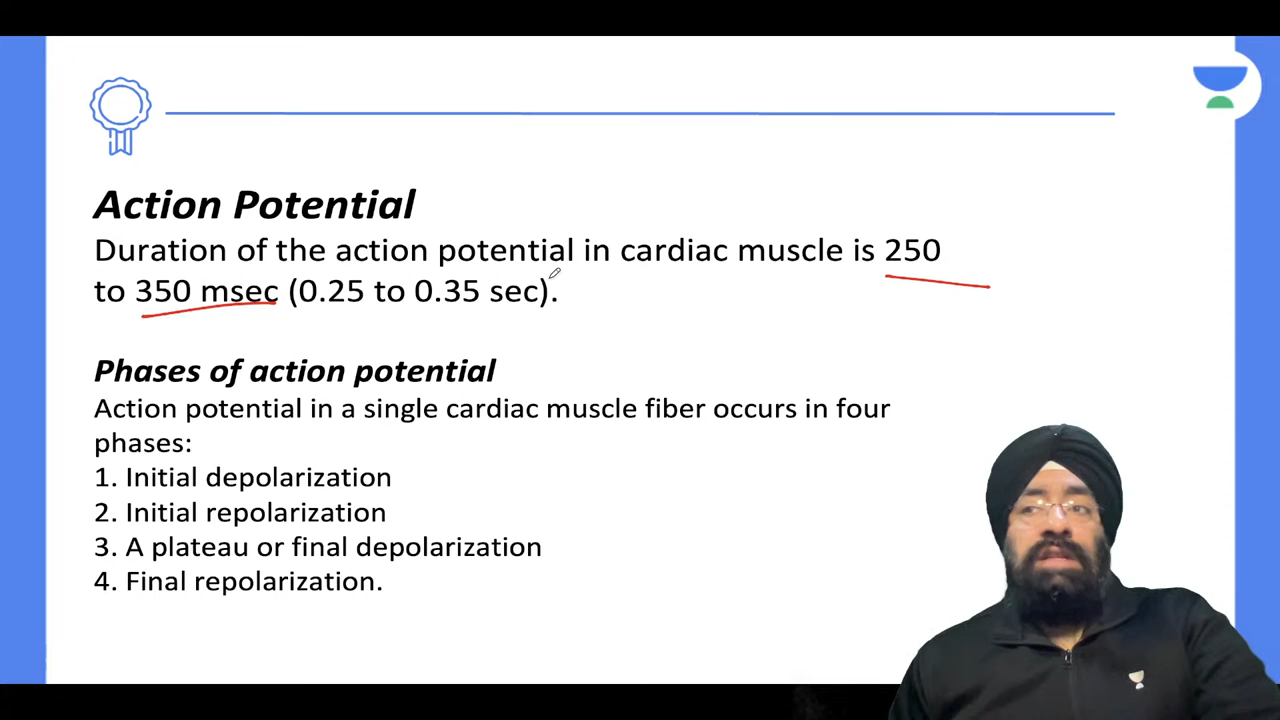 Action Potential
Duration of the action potential in cardiac muscle is 250
to 350 msec (0.25 to 0.35 sec).
Phases of action potential
Action potential in a single cardiac muscle fiber occurs in four
phases:
1. Initial depolarization
2. Initial repolarization
3. A plateau or final depolarization
4. Final repolarization.